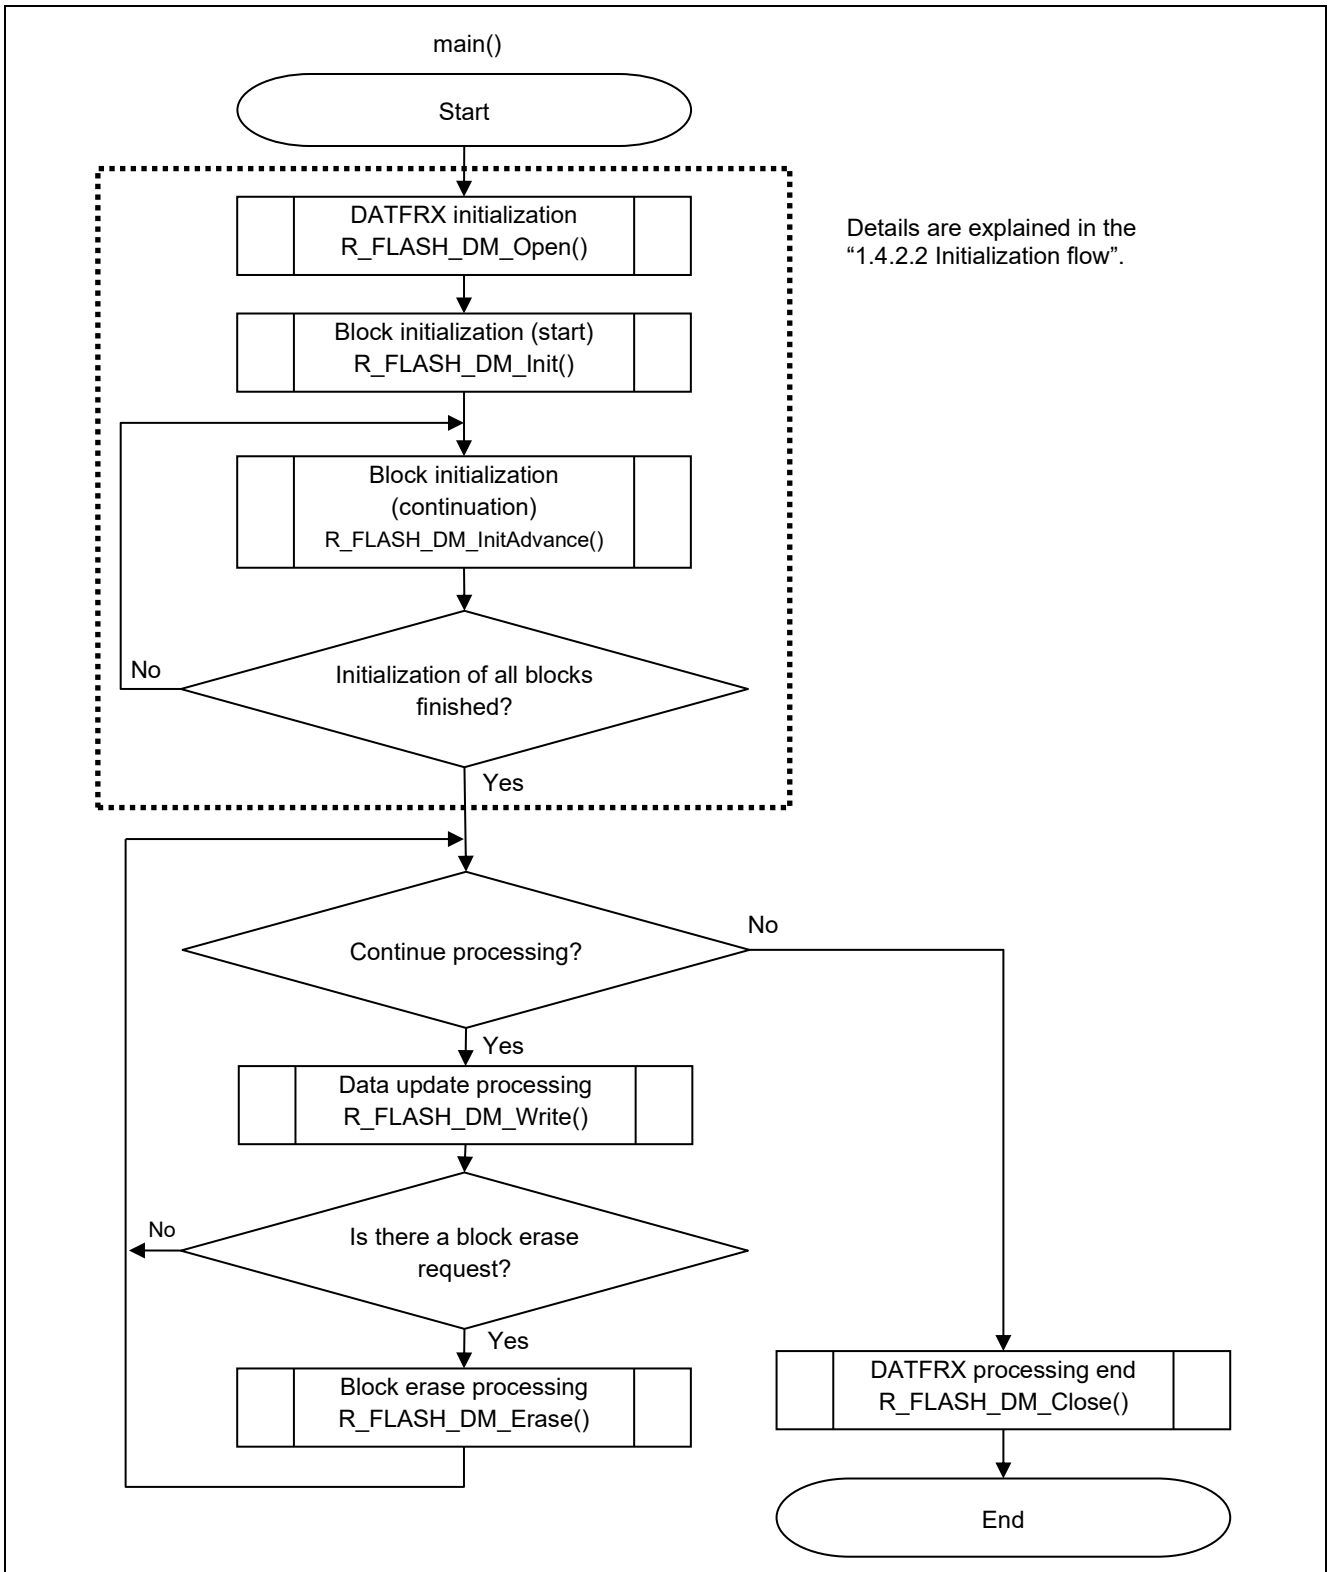 main()
Start
DATFRX initialization
R_FLASH_DM_Open()
Details are explained in the
“1.4.2.2 Initialization flow”.
Block initialization (start)
R_FLASH_DM_Init()
Block initialization
(continuation)
R_FLASH_DM_InitAdvance()
No
Initialization of all blocks
finished?
Yes
Continue processing?
No
Yes
Data update processing
R_FLASH_DM_Write()
No
Is there a block erase
request?
Yes
Block erase processing
R_FLASH_DM_Erase()
DATFRX processing end
R_FLASH_DM_Close()
End